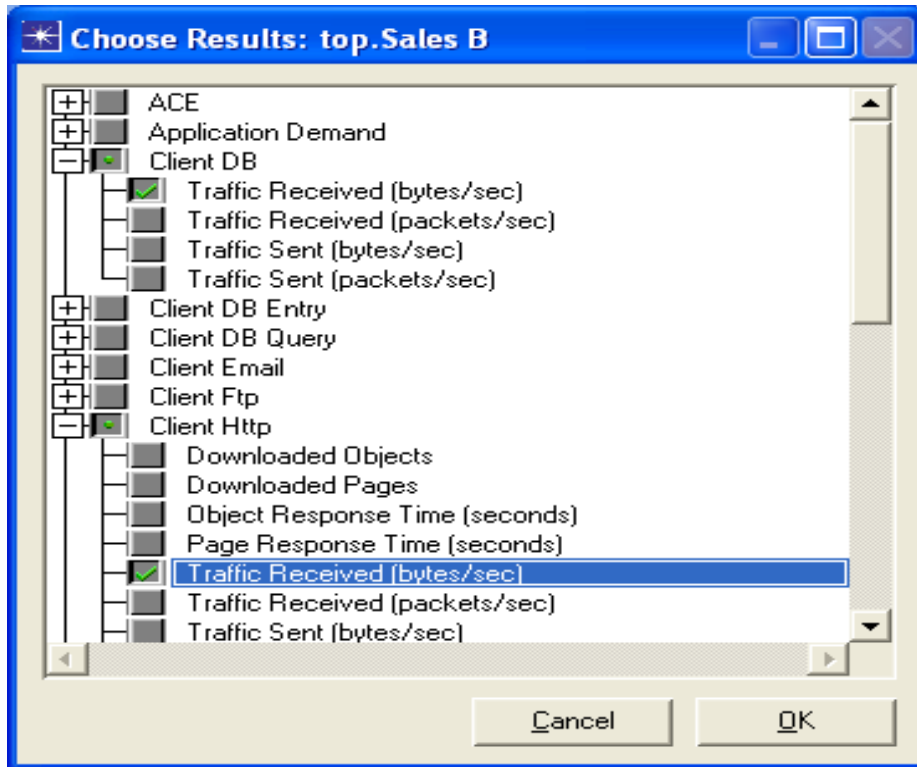 Choose Results: top.Sales B
ACE
Application Demand
Client DB
Traffic Received (bytes/sec)
Traffic Received (packets/sec)
Traffic Sent (bytes/sec)
Traffic Sent (packets/sec)
Client DB Entry
Client DB Query
Client Email
Client Ftp
Client Http
Downloaded Objects
Downloaded Pages
Object Response Time (seconds)
Page Response Time (seconds)
Traffic Received (bytes/sec)
Traffic Received (packets/sec)
Traffic Sent (bytes/sec)
Cancel OK